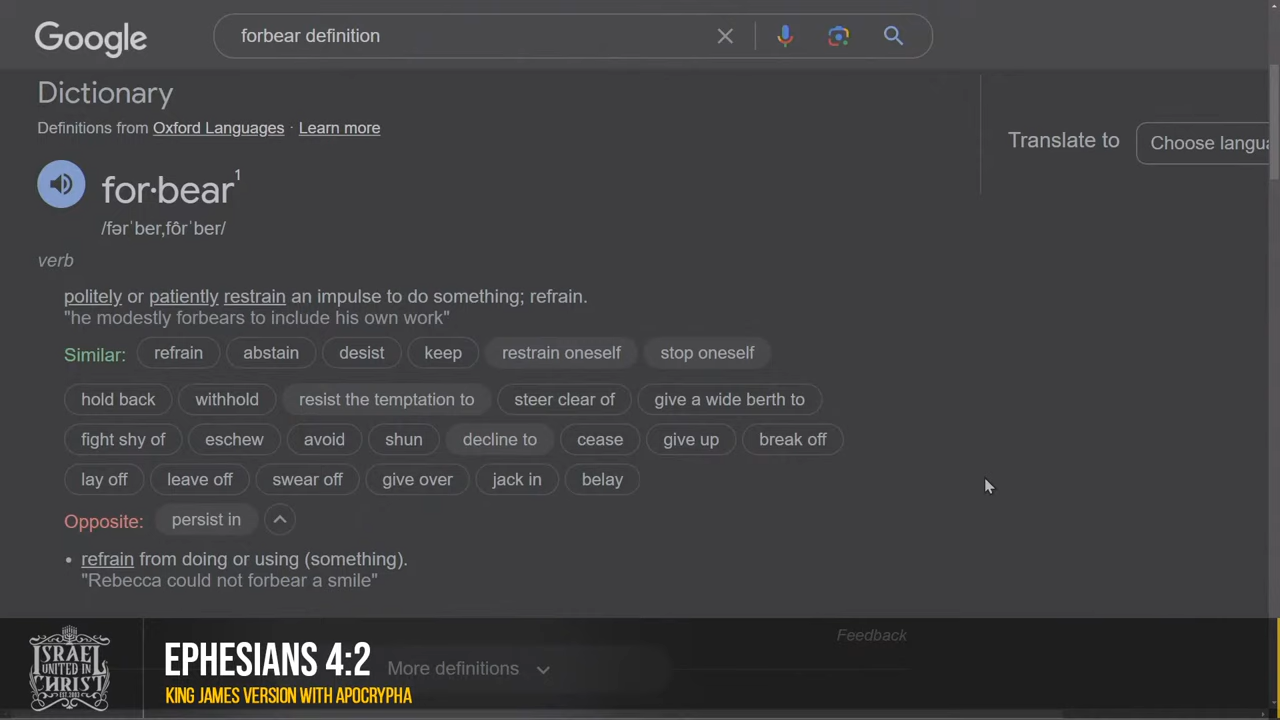 Google
forbear definition
Dictionary
Definitions from Oxford Languages · Learn more
Translate to
Choose langua
for·bear¹
/fərˈber,fôrˈber/
verb
politely or patiently restrain an impulse to do something; refrain.
"he modestly forbears to include his own work"
Similar: refrain abstain desist keep restrain oneself stop oneself
hold back withhold resist the temptation to steer clear of give a wide berth to
fight shy of eschew avoid shun decline to cease give up break off
lay off leave off swear off give over jack in belay
Opposite: persist in
• refrain from doing or using (something).
"Rebecca could not forbear a smile"
Feedback
More definitions
ISRAEL
UNITED IN
CHRIST
EST. 2003
EPHESIANS 4:2
KING JAMES VERSION WITH APOCRYPHA